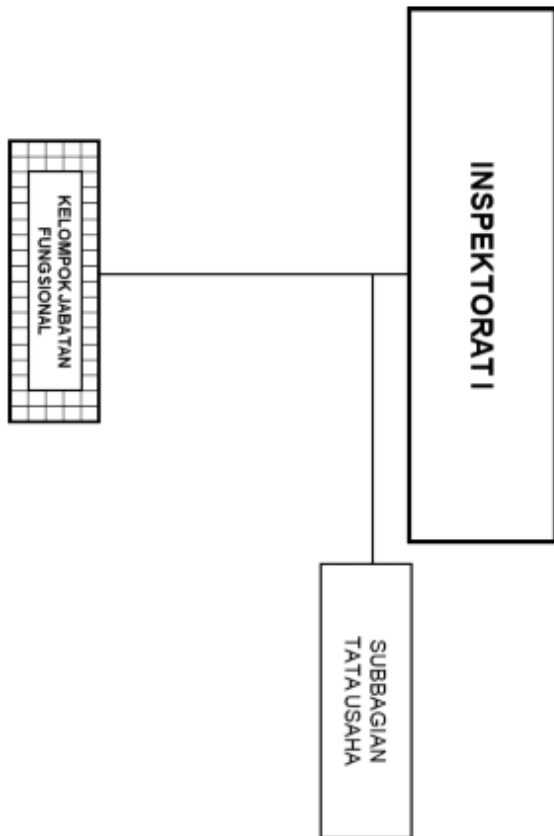 INSPEKTORAT I
SUBBAGIAN
TATA USAHA
KELOMPOK JABATAN
FUNGSIONAL